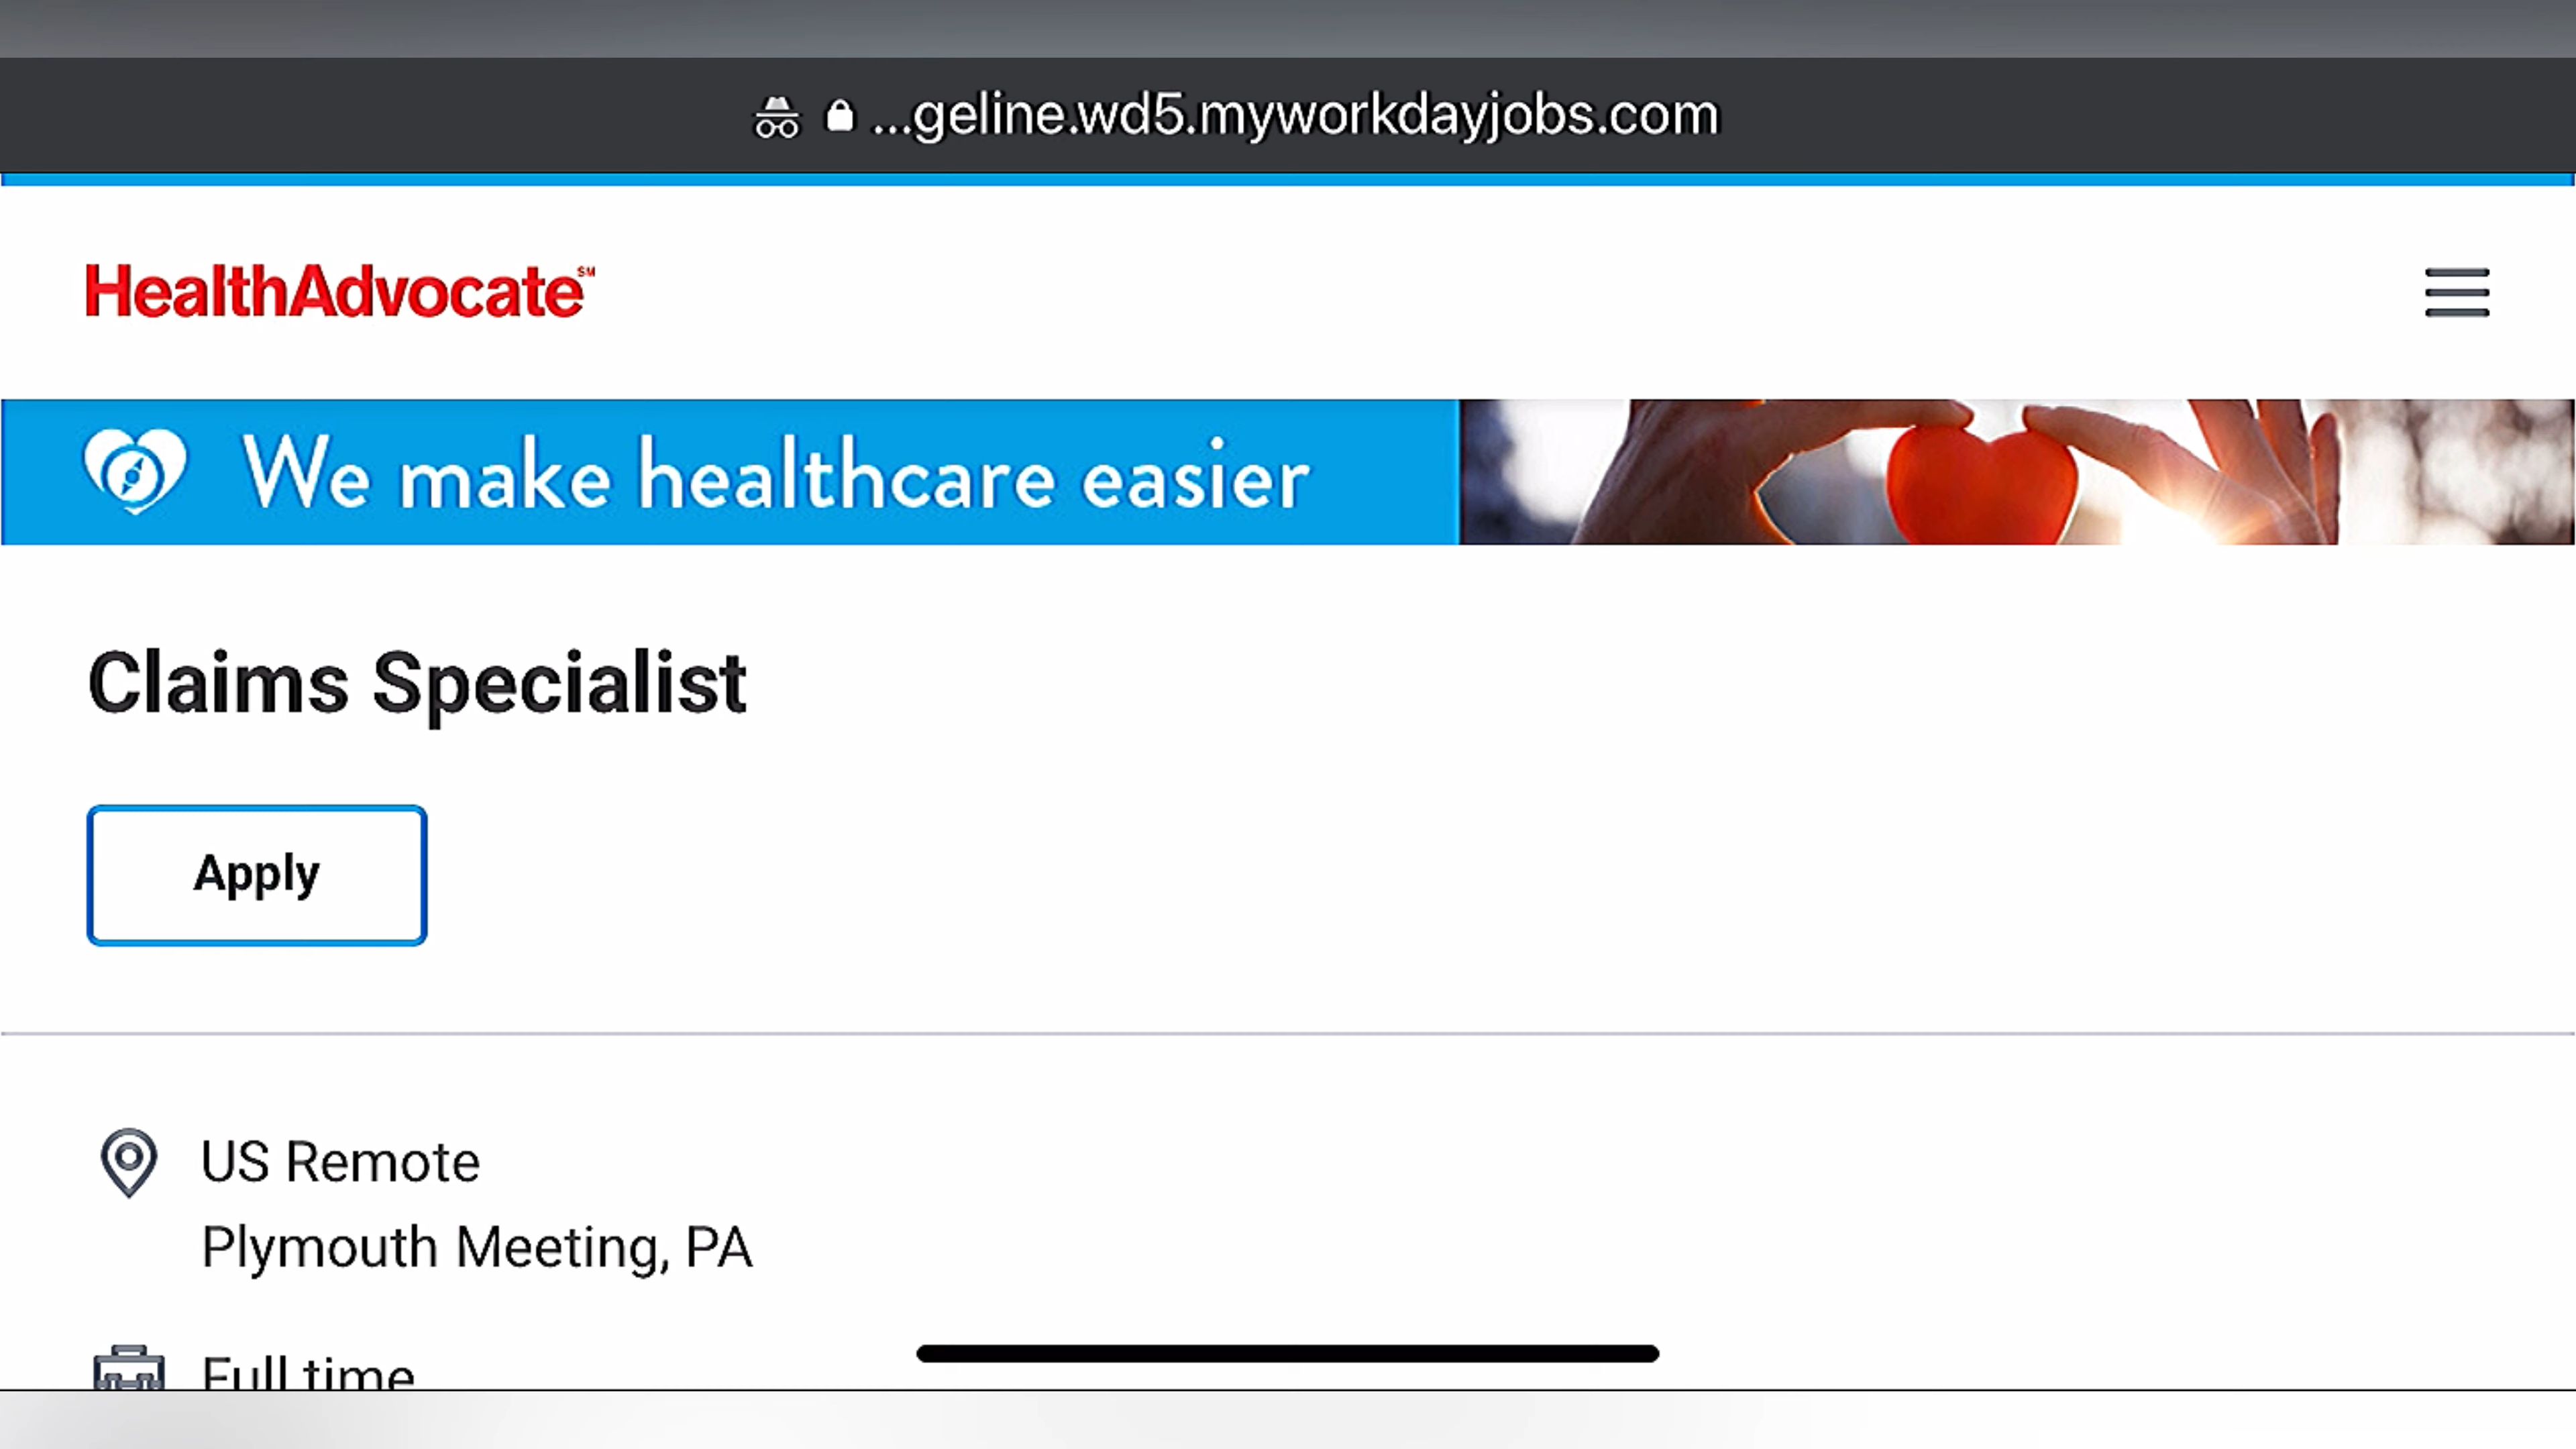 ...geline.wd5.myworkdayjobs.com
HealthAdvocate℠
We make healthcare easier
Claims Specialist
Apply
US Remote
Plymouth Meeting, PA
Full time